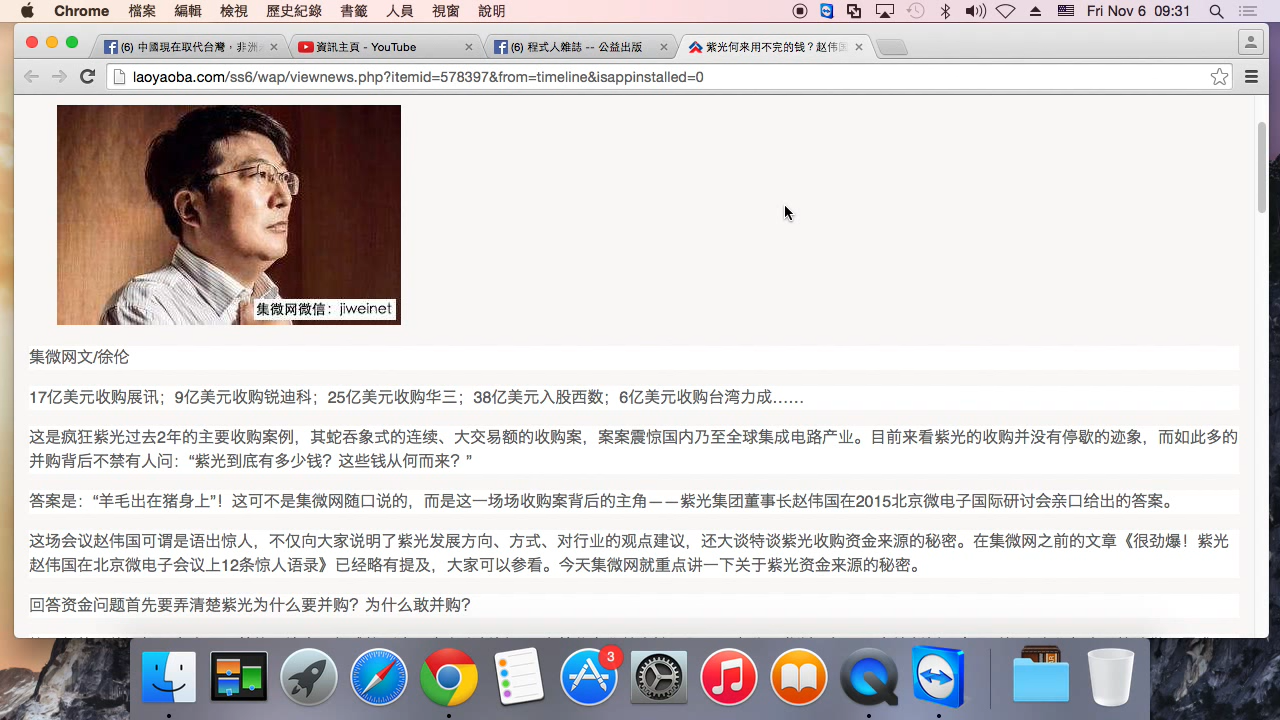 Chrome 檔案 編輯 檢視 歷史紀錄 書籤 人員 視窗 說明 Fri Nov 6 09:31
(6) 中國現在取代台灣，非洲
資訊主頁 - YouTube
(6) 程式人雜誌 -- 公益出版
紫光何来用不完的钱？赵伟国
laoyaoba.com/ss6/wap/viewnews.php?itemid=578397&from=timeline&isappinstalled=0
集微网微信：jiweinet
集微网文/徐伦
17亿美元收购展讯；9亿美元收购锐迪科；25亿美元收购华三；38亿美元入股西数；6亿美元收购台湾力成……
这是疯狂紫光过去2年的主要收购案例，其蛇吞象式的连续、大交易额的收购案，案案震惊国内乃至全球集成电路产业。目前来看紫光的收购并没有停歇的迹象，而如此多的
并购背后不禁有人问：“紫光到底有多少钱？这些钱从何而来？”
答案是：“羊毛出在猪身上”！这可不是集微网随口说的，而是这一场场收购案背后的主角——紫光集团董事长赵伟国在2015北京微电子国际研讨会亲口给出的答案。
这场会议赵伟国可谓是语出惊人，不仅向大家说明了紫光发展方向、方式、对行业的观点建议，还大谈特谈紫光收购资金来源的秘密。在集微网之前的文章《很劲爆！紫光
赵伟国在北京微电子会议上12条惊人语录》已经略有提及，大家可以参看。今天集微网就重点讲一下关于紫光资金来源的秘密。
回答资金问题首先要弄清楚紫光为什么要并购？为什么敢并购？
3